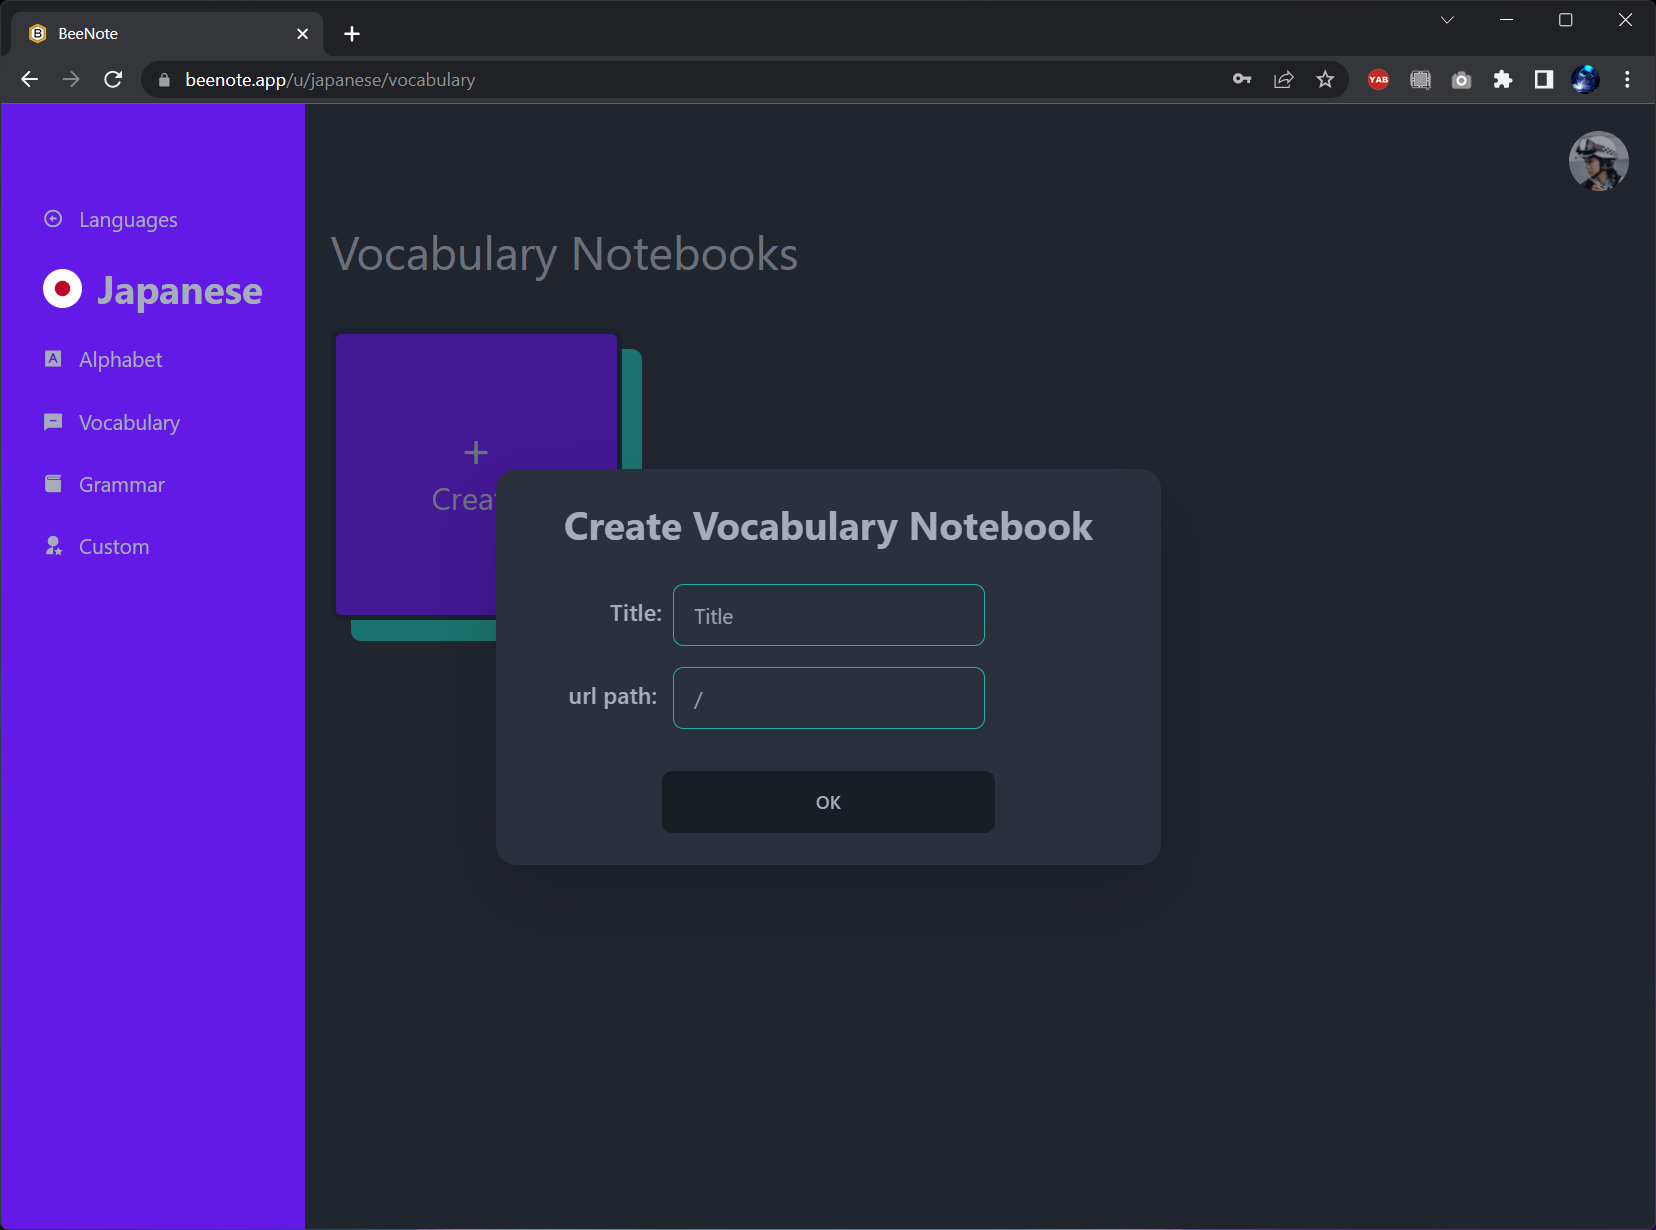 BeeNote
beenote.app/u/japanese/vocabulary
YAB
Languages
Japanese
Alphabet
Vocabulary
Grammar
Custom
Vocabulary Notebooks
+
Creat
Create Vocabulary Notebook
Title: Title
url path: /
OK